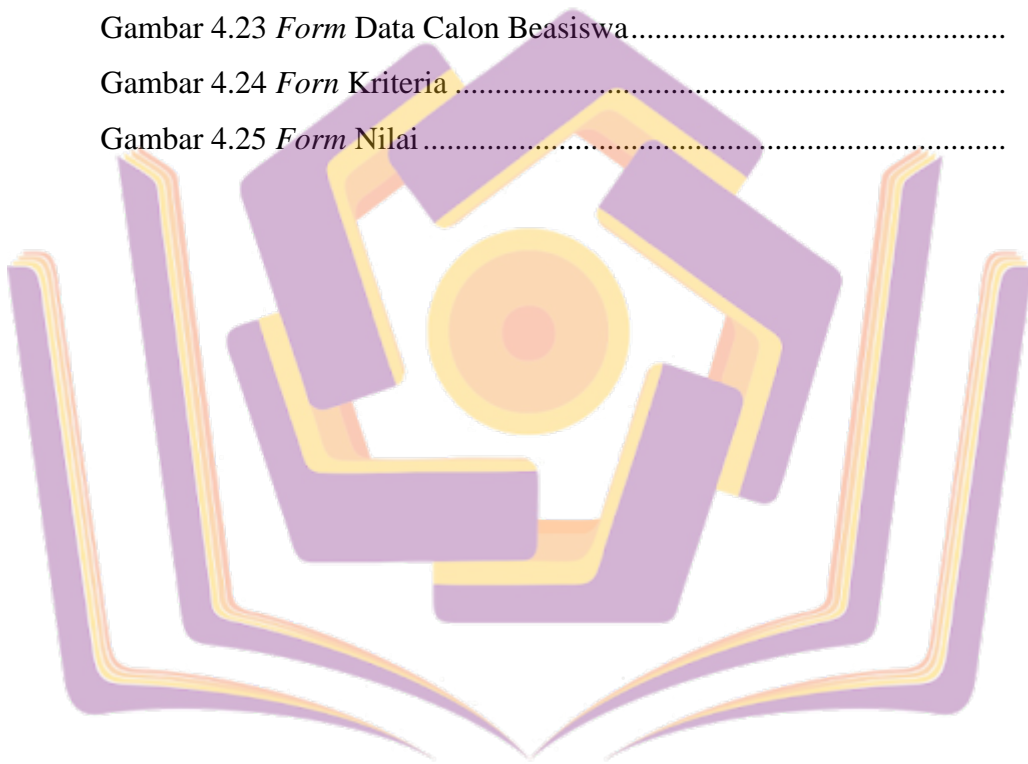 Gambar 4.23 Form Data Calon Beasiswa.............................................
Gambar 4.24 Forn Kriteria ...................................................................
Gambar 4.25 Form Nilai.......................................................................